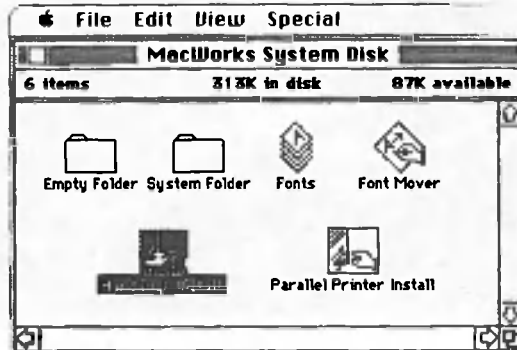 File Edit View Special
MacWorks System Disk
6 items 313K in disk 87K available
Empty Folder System Folder Fonts Font Mover
Parallel Printer Install